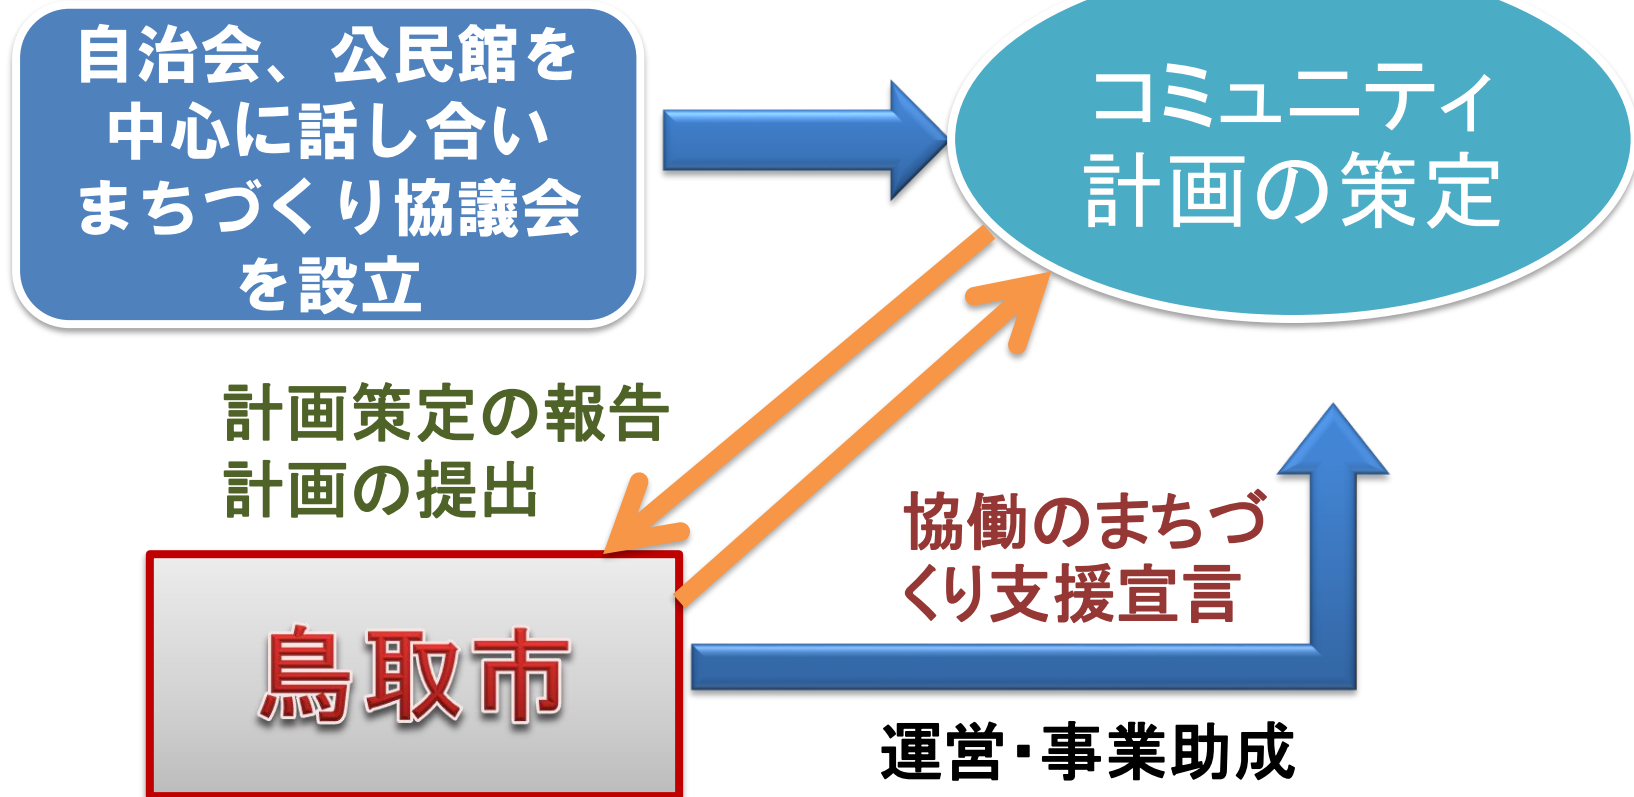 自治会、公民館を
中心に話し合い
まちづくり協議会
を設立
コミュニティ
計画の策定
計画策定の報告
計画の提出
協働のまちづ
くり支援宣言
鳥取市
運営・事業助成